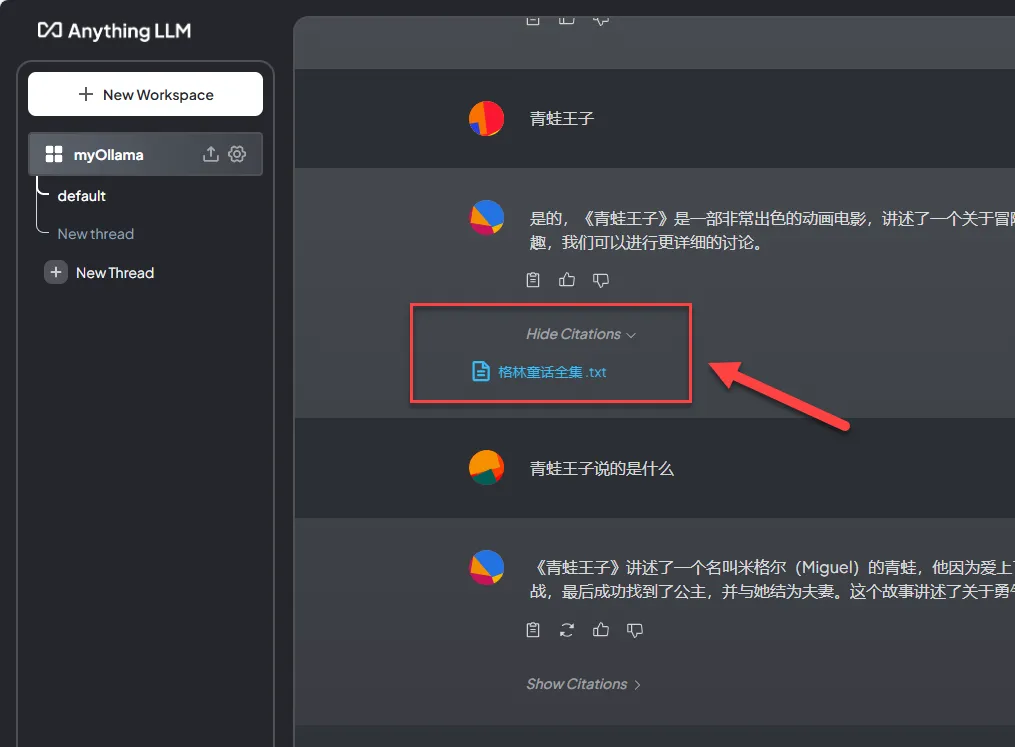 Anything LLM
New Workspace
myOllama
default
New thread
New Thread
青蛙王子
是的，《青蛙王子》是一部非常出色的动画电影，讲述了一个关于冒险
趣，我们可以进行更详细的讨论。
Hide Citations
格林童话全集 .txt
青蛙王子说的是什么
《青蛙王子》讲述了一个名叫米格尔（Miguel）的青蛙，他因为爱上
战，最后成功找到了公主，并与她结为夫妻。这个故事讲述了关于勇
Show Citations